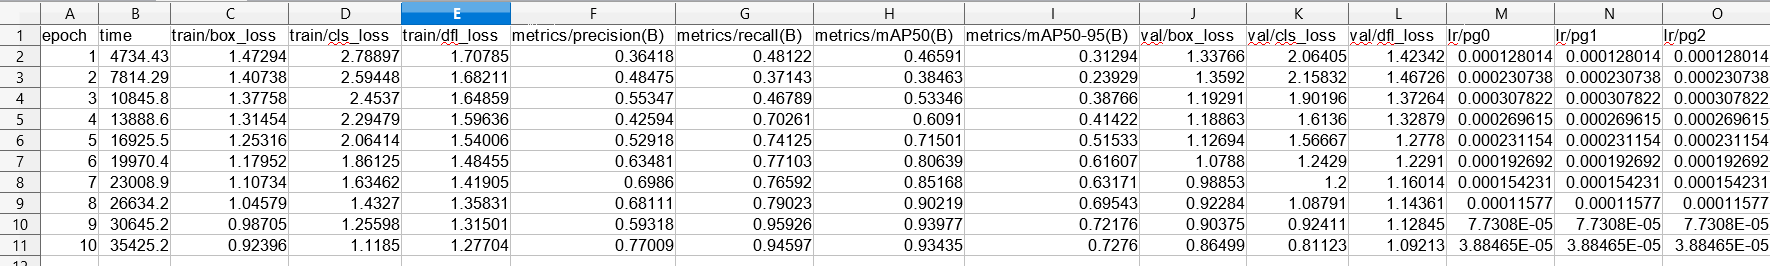 A B C D E F G H I J K L M N O
1 epoch time train/box_loss train/cls_loss train/dfl_loss metrics/precision(B) metrics/recall(B) metrics/mAP50(B) metrics/mAP50-95(B) val/box_loss val/cls_loss val/dfl_loss lr/pg0 lr/pg1 lr/pg2
2 1 4734.43 1.47294 2.78897 1.70785 0.36418 0.48122 0.46591 0.31294 1.33766 2.06405 1.42342 0.000128014 0.000128014 0.000128014
3 2 7814.29 1.40738 2.59448 1.68211 0.48475 0.37143 0.38463 0.23929 1.3592 2.15832 1.46726 0.000230738 0.000230738 0.000230738
4 3 10845.8 1.37758 2.4537 1.64859 0.55347 0.46789 0.53346 0.38766 1.19291 1.90196 1.37264 0.000307822 0.000307822 0.000307822
5 4 13888.6 1.31454 2.29479 1.59636 0.42594 0.70261 0.6091 0.41422 1.18863 1.6136 1.32879 0.000269615 0.000269615 0.000269615
6 5 16925.5 1.25316 2.06414 1.54006 0.52918 0.74125 0.71501 0.51533 1.12694 1.56667 1.2778 0.000231154 0.000231154 0.000231154
7 6 19970.4 1.17952 1.86125 1.48455 0.63481 0.77103 0.80639 0.61607 1.0788 1.2429 1.2291 0.000192692 0.000192692 0.000192692
8 7 23008.9 1.10734 1.63462 1.41905 0.6986 0.76592 0.85168 0.63171 0.98853 1.2 1.16014 0.000154231 0.000154231 0.000154231
9 8 26634.2 1.04579 1.4327 1.35831 0.68111 0.79023 0.90219 0.69543 0.92284 1.08791 1.14361 0.00011577 0.00011577 0.00011577
10 9 30645.2 0.98705 1.25598 1.31501 0.59318 0.95926 0.93977 0.72176 0.90375 0.92411 1.12845 7.7308E-05 7.7308E-05 7.7308E-05
11 10 35425.2 0.92396 1.1185 1.27704 0.77009 0.94597 0.93435 0.7276 0.86499 0.81123 1.09213 3.88465E-05 3.88465E-05 3.88465E-05